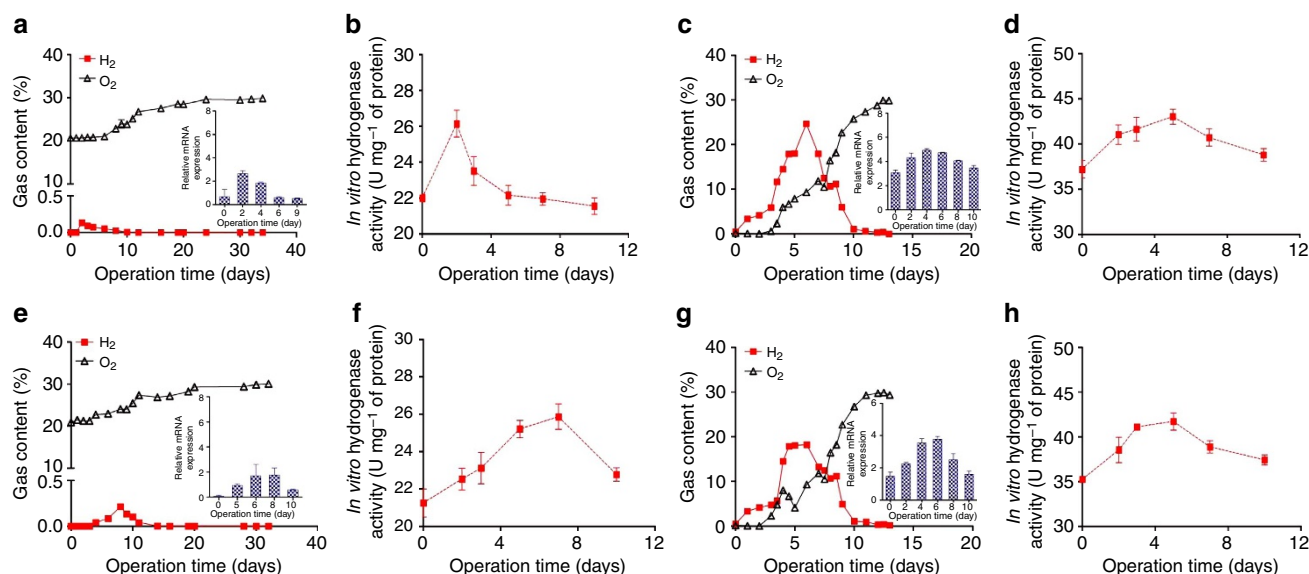 a
40
30
20
10
0.5
0.0
Gas content (%)
H2
O2
Relative mRNA
expression
8
6
4
2
0
0 2 4 6 9
Operation time (day)
0 10 20 30 40
Operation time (days)
b
In vitro hydrogenase
activity (U mg−1 of protein)
30
28
26
24
22
20
0 4 8 12
Operation time (days)
c
Gas content (%)
40
30
20
10
0
H2
O2
Relative mRNA
expression
8
6
4
2
0
0 2 4 6 8 10
Operation time (day)
0 5 10 15 20
Operation time (days)
d
In vitro hydrogenase
activity (U mg−1 of protein)
50
45
40
35
30
0 4 8 12
Operation time (days)
e
Gas content (%)
40
30
20
10
0.5
0.0
H2
O2
Relative mRNA
expression
8
6
4
2
0
0 5 6 8 10
Operation time (day)
0 10 20 30 40
Operation time (days)
f
In vitro hydrogenase
activity (U mg−1 of protein)
30
28
26
24
22
20
0 4 8 12
Operation time (days)
g
Gas content (%)
40
30
20
10
0
H2
O2
Relative mRNA
expression
6
4
2
0
0 2 4 6 8 10
Operation time (day)
0 5 10 15 20
Operation time (days)
h
In vitro hydrogenase
activity (U mg−1 of protein)
50
45
40
35
30
0 4 8 12
Operation time (days)